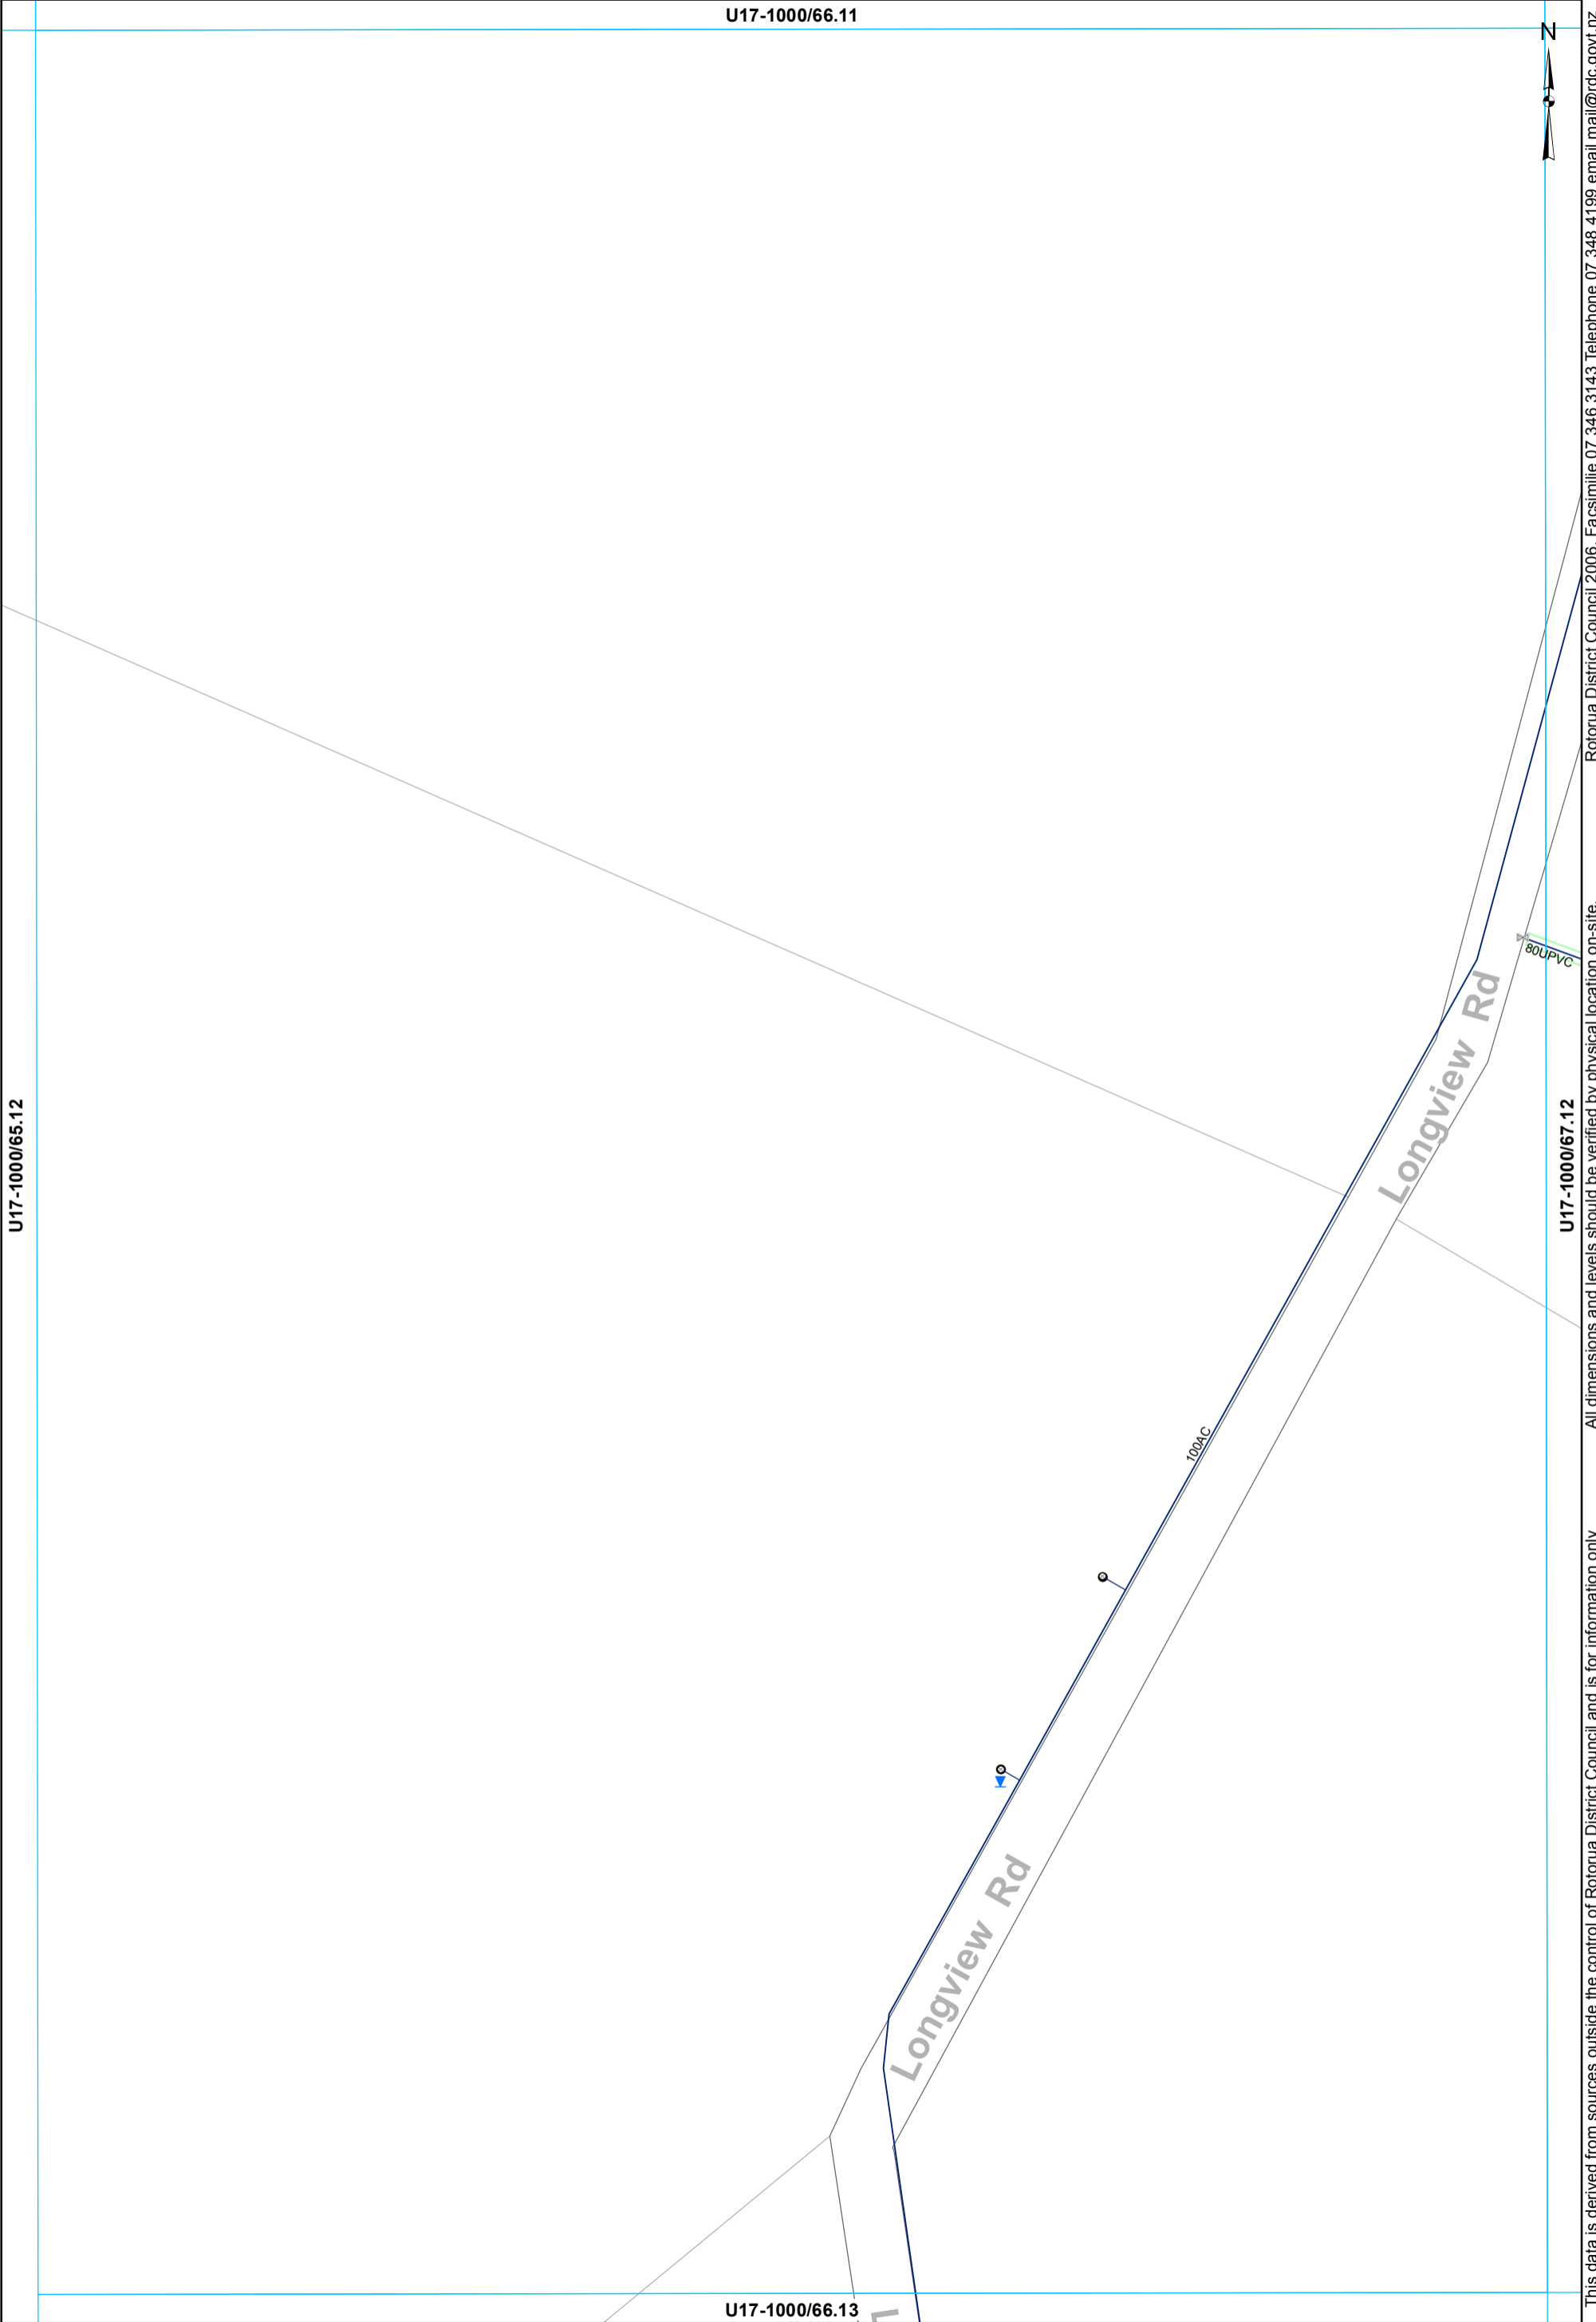 U17-1000/66.11
N
Rotorua District Council 2006. Facsimilie 07 346 3143 Telephone 07 348 4199 email mail@rdc.govt.nz
80UPVC
Longview Rd
U17-1000/65.12
U17-1000/67.12
All dimensions and levels should be verified by physical location on-site.
100AC
This data is derived from sources outside the control of Rotorua District Council and is for information only
Longview Rd
L
U17-1000/66.13